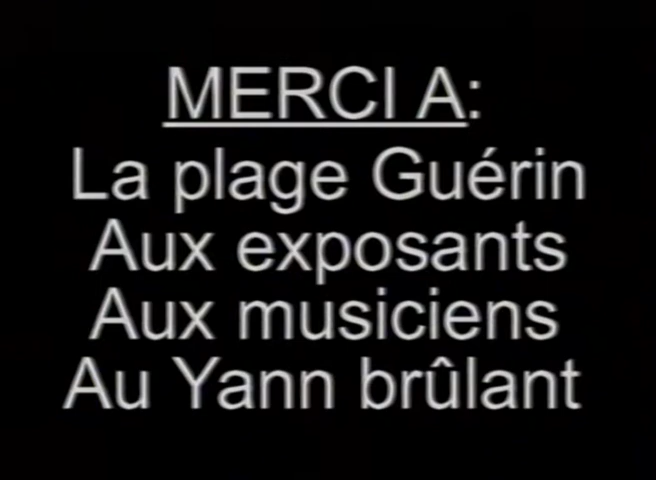 MERCI A:
La plage Guérin
Aux exposants
Aux musiciens
Au Yann brûlant